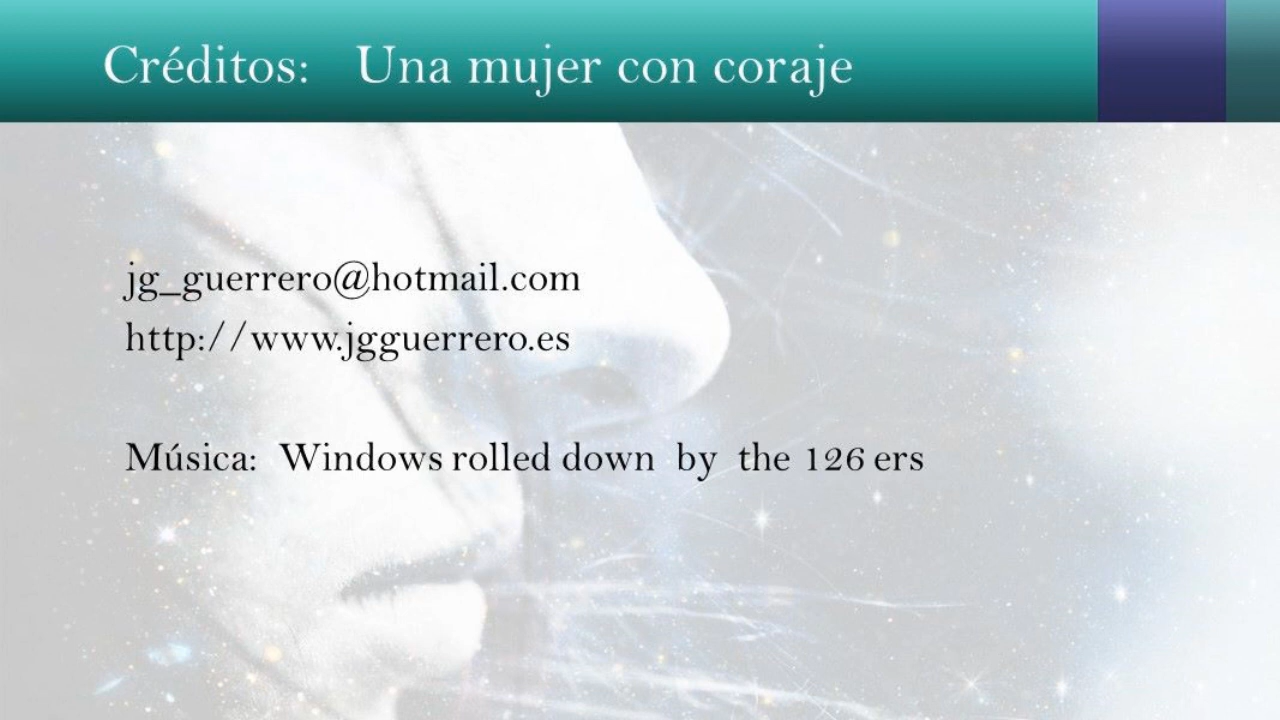 Créditos: Una mujer con coraje
jg_guerrero@hotmail.com
http://www.jgguerrero.es
Música: Windows rolled down by the 126 ers